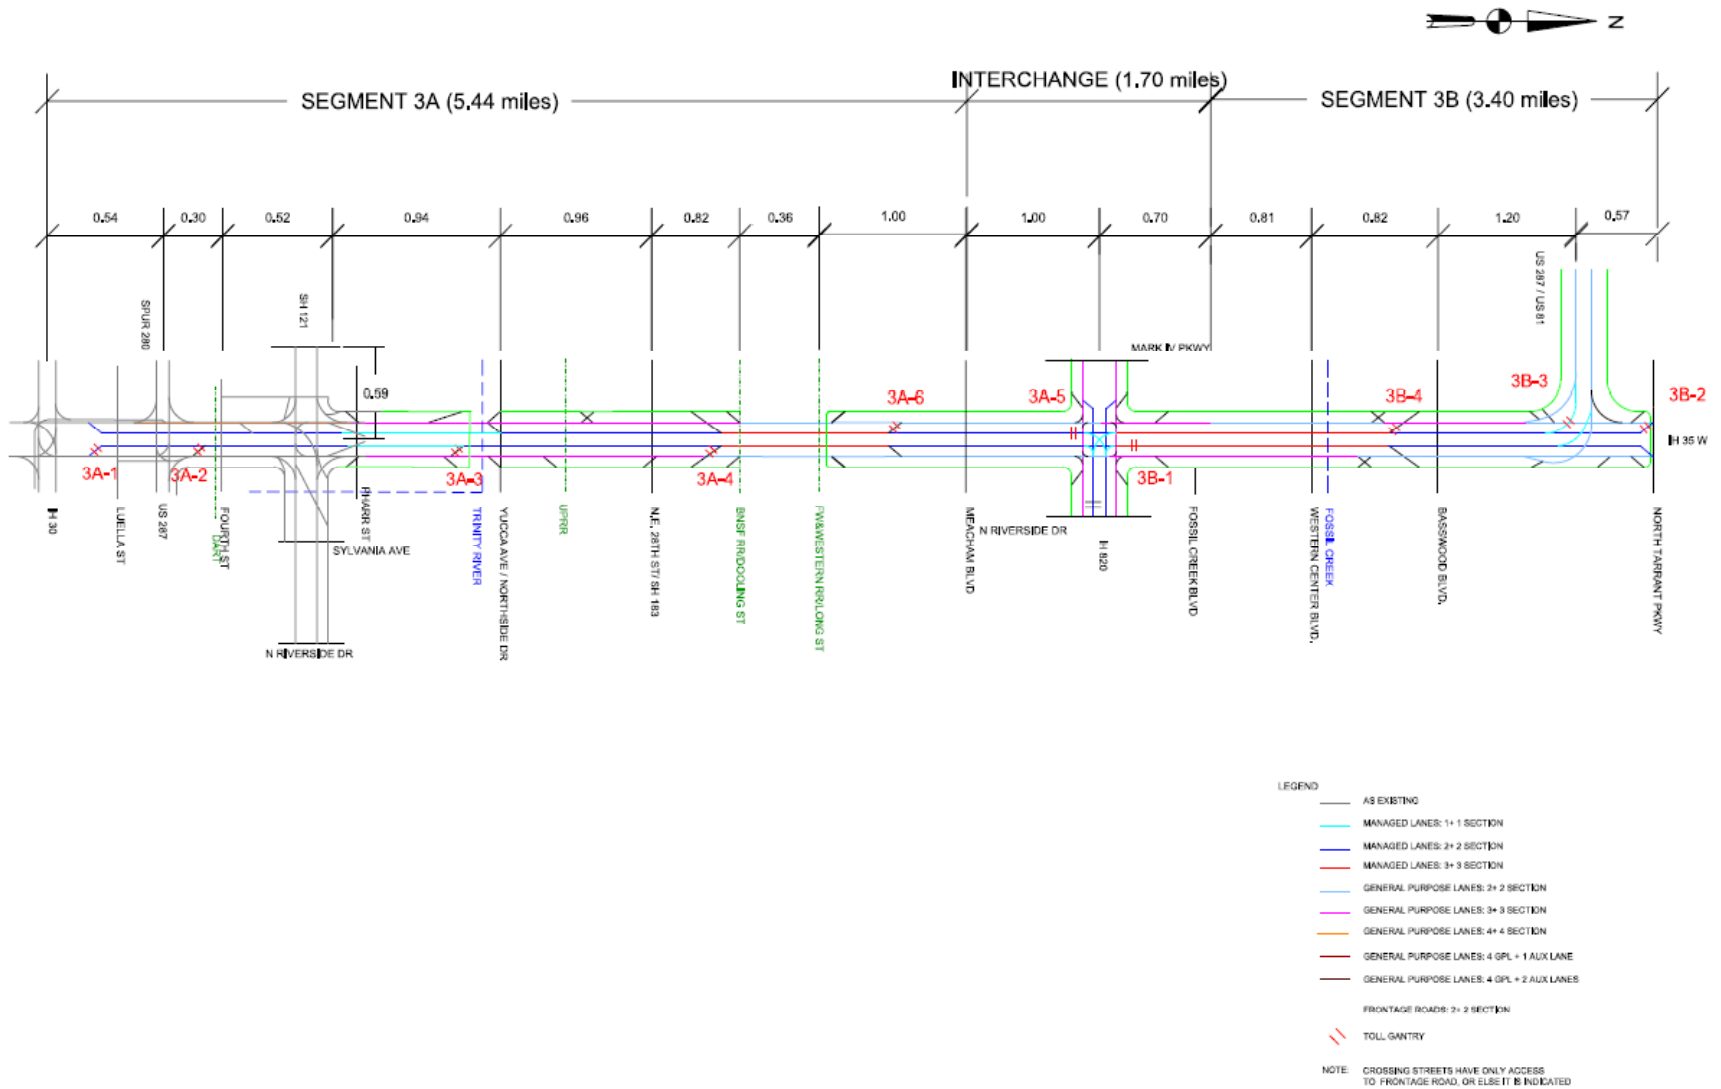 N
INTERCHANGE (1.70 miles)
SEGMENT 3A (5.44 miles)
SEGMENT 3B (3.40 miles)
0.54
0.30
0.52
0.94
0.96
0.82
0.36
1.00
1.00
0.70
0.81
0.82
1.20
0.57
SPUR 280
SH 121
US 287 / US 81
MARK IV PKWY
0.59
3A-6
3A-5
3B-4
3B-3
3B-2
IH 35 W
3A-1
3A-2
3A-3
3A-4
3B-1
IH 30
LUELLA ST
US 287
FOURTH ST
DART
PHARR ST
SYLVANIA AVE
TRINITY RIVER
YUCCA AVE / NORTHSIDE DR
UPRR
N.E. 28TH ST/ SH 183
BNSF RR/DOOLING ST
FW&WESTERN RR/LONG ST
MEACHAM BLVD
N RIVERSIDE DR
IH 820
FOSSIL CREEK BLVD
WESTERN CENTER BLVD.
FOSSIL CREEK
BASSWOOD BLVD.
NORTH TARRANT PKWY
N RIVERSIDE DR
LEGEND
AS EXISTING
MANAGED LANES: 1+ 1 SECTION
MANAGED LANES: 2+ 2 SECTION
MANAGED LANES: 3+ 3 SECTION
GENERAL PURPOSE LANES: 2+ 2 SECTION
GENERAL PURPOSE LANES: 3+ 3 SECTION
GENERAL PURPOSE LANES: 4+ 4 SECTION
GENERAL PURPOSE LANES: 4 GPL + 1 AUX LANE
GENERAL PURPOSE LANES: 4 GPL + 2 AUX LANES
FRONTAGE ROADS: 2+ 2 SECTION
TOLL GANTRY
NOTE: CROSSING STREETS HAVE ONLY ACCESS
TO FRONTAGE ROAD, OR ELSE IT IS INDICATED